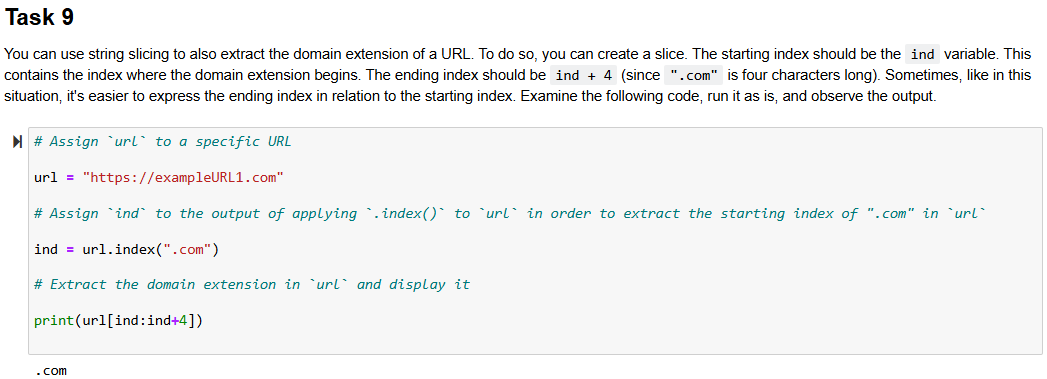 Task 9
You can use string slicing to also extract the domain extension of a URL. To do so, you can create a slice. The starting index should be the ind variable. This
contains the index where the domain extension begins. The ending index should be ind + 4 (since ".com" is four characters long). Sometimes, like in this
situation, it's easier to express the ending index in relation to the starting index. Examine the following code, run it as is, and observe the output.
# Assign `url` to a specific URL
url = "https://exampleURL1.com"
# Assign `ind` to the output of applying `.index()` to `url` in order to extract the starting index of ".com" in `url`
ind = url.index(".com")
# Extract the domain extension in `url` and display it
print(url[ind:ind+4])
.com